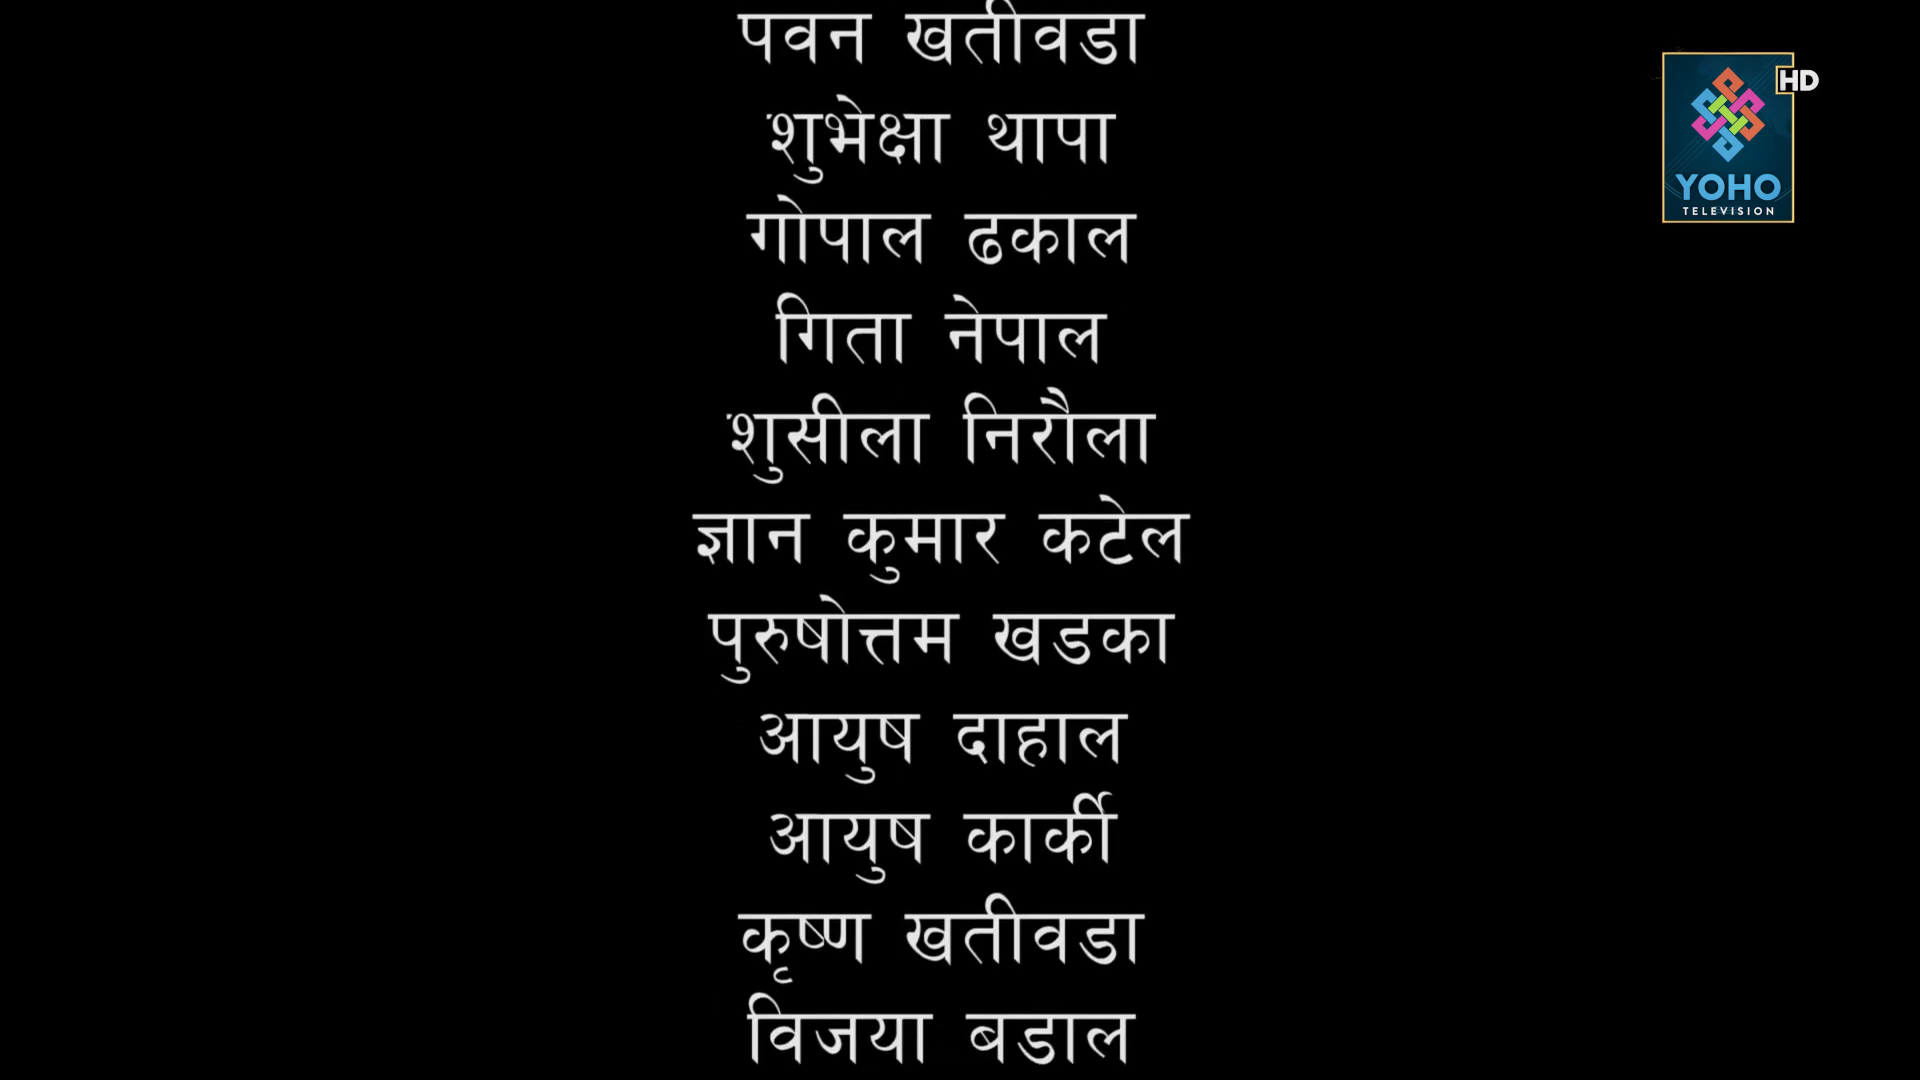 पवन खतीवडा
शुभेक्षा थापा
गोपाल ढकाल
गिता नेपाल
शुसीला निरौला
ज्ञान कुमार कटेल
पुरुषोत्तम खडका
आयुष दाहाल
आयुष कार्की
कृष्ण खतीवडा
विजया बडाल
HD
YOHO
TELEVISION